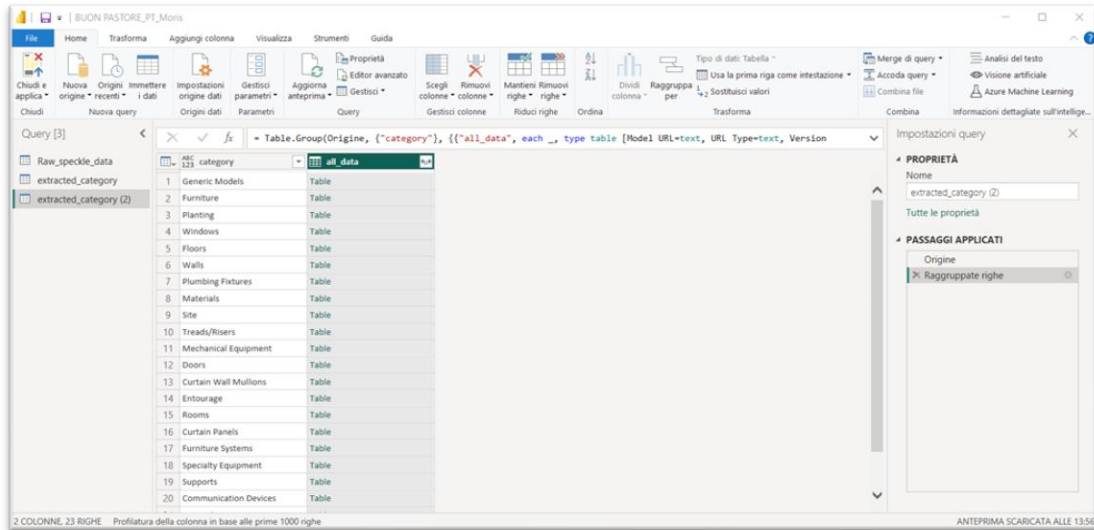 BUON PASTORE_PT_Moris
File Home Trasforma Aggiungi colonna Visualizza Strumenti Guida
Chiudi e applica
Nuova origine
Origini recenti
Immettere i dati
Impostazioni origine dati
Gestisci parametri
Aggiorna anteprima
Proprietà
Editor avanzato
Gestisci
Scegli colonne
Rimuovi colonne
Mantieni righe
Rimuovi righe
Dividi colonna
Raggruppa per
Tipo di dati: Tabella
Usa la prima riga come intestazione
Sostituisci valori
Merge di query
Accoda query
Combina file
Analisi del testo
Visione artificiale
Azure Machine Learning
Chiudi Nuova query Origini dati Parametri Query Gestisci colonne Riduci righe Ordina Trasforma Combina Informazioni dettagliate sull'intellige...
Query [3]
Raw_speckle_data
extracted_category
extracted_category (2)
fx = Table.Group(Origine, {"category"}, {{"all_data", each _, type table [Model URL=text, URL Type=text, Version
ABC 123 category all_data
1 Generic Models Table
2 Furniture Table
3 Planting Table
4 Windows Table
5 Floors Table
6 Walls Table
7 Plumbing Fixtures Table
8 Materials Table
9 Site Table
10 Treads/Risers Table
11 Mechanical Equipment Table
12 Doors Table
13 Curtain Wall Mullions Table
14 Entourage Table
15 Rooms Table
16 Curtain Panels Table
17 Furniture Systems Table
18 Specialty Equipment Table
19 Supports Table
20 Communication Devices Table
Impostazioni query
PROPRIETÀ
Nome
extracted_category (2)
Tutte le proprietà
PASSAGGI APPLICATI
Origine
Raggruppate righe
2 COLONNE, 23 RIGHE Profilatura della colonna in base alle prime 1000 righe
ANTEPRIMA SCARICATA ALLE 13:56